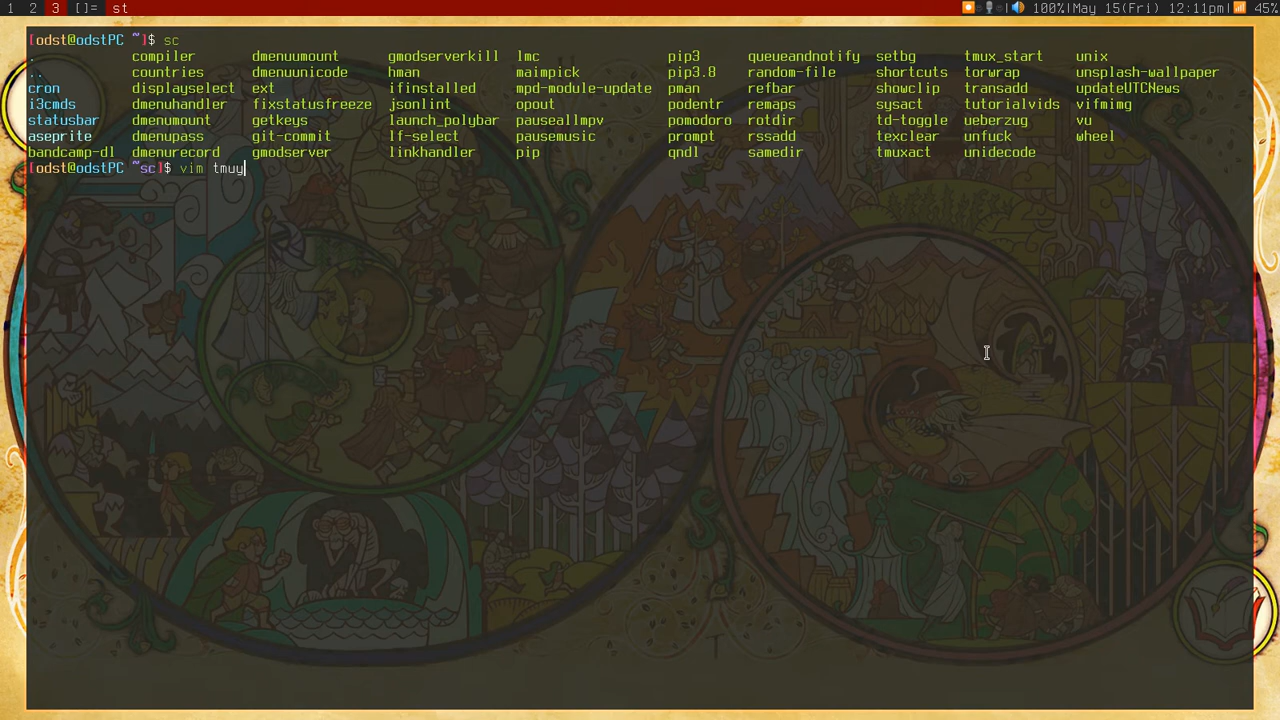 1 2 3 []= st 100%|May 15(Fri) 12:11pm| 45%
[odst@odstPC ~]$ sc
. compiler dmenuumount gmodserverkill lmc pip3 queueandnotify setbg tmux_start unix
.. countries dmenuunicode hman maimpick pip3.8 random-file shortcuts torwrap unsplash-wallpaper
cron displayselect ext ifinstalled mpd-module-update pman refbar showclip transadd updateUTCNews
i3cmds dmenuhandler fixstatusfreeze jsonlint opout podentr remaps sysact tutorialvids vifmimg
statusbar dmenumount getkeys launch_polybar pauseallmpv pomodoro rotdir td-toggle ueberzug vu
aseprite dmenupass git-commit lf-select pausemusic prompt rssadd texclear unfuck wheel
bandcamp-dl dmenurecord gmodserver linkhandler pip qndl samedir tmuxact unidecode
[odst@odstPC ~sc]$ vim tmuy